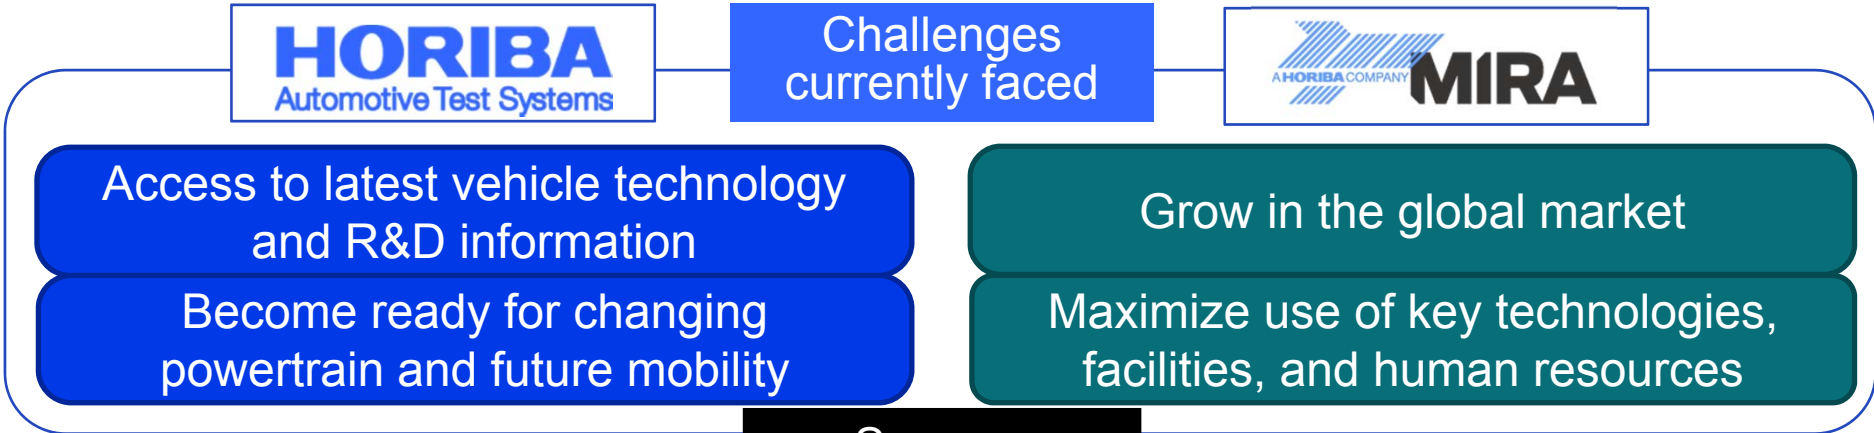 HORIBA
Automotive Test Systems
Challenges
currently faced
A HORIBA COMPANY
MIRA
Access to latest vehicle technology
and R&D information
Become ready for changing
powertrain and future mobility
Grow in the global market
Maximize use of key technologies,
facilities, and human resources